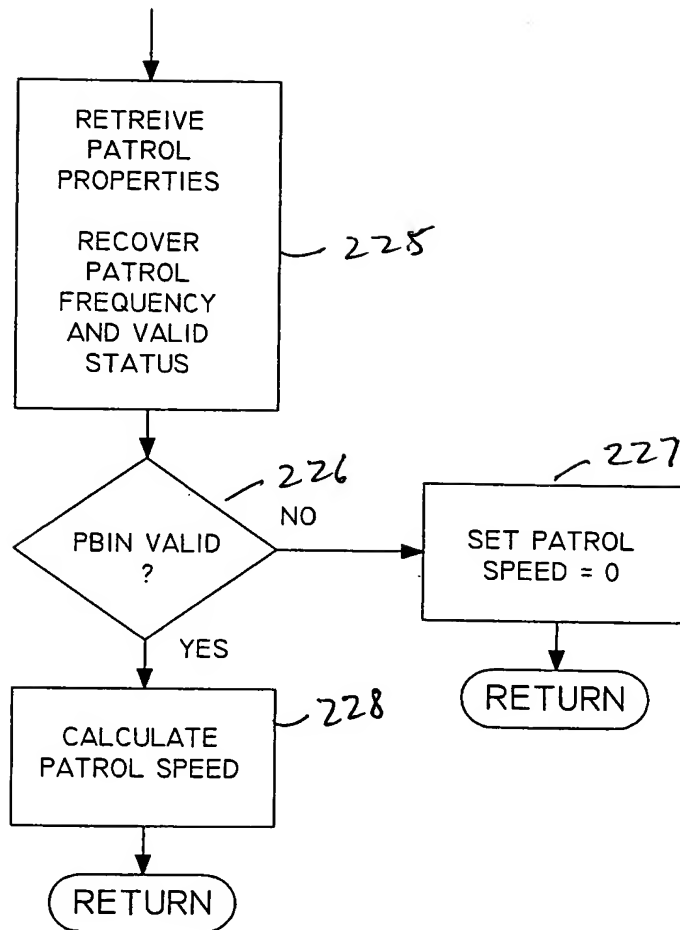 RETREIVE
PATROL
PROPERTIES
RECOVER
PATROL
FREQUENCY
AND VALID
STATUS
225
PBIN VALID
?
226
NO
227
SET PATROL
SPEED = 0
RETURN
YES
228
CALCULATE
PATROL SPEED
RETURN